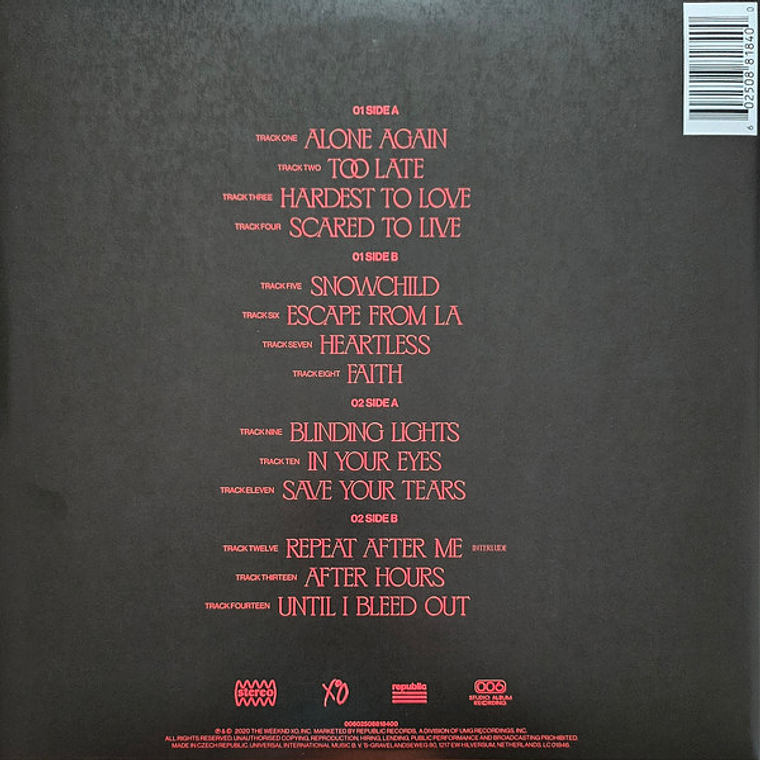 6 02508 81840 0
01 SIDE A
TRACK ONE ALONE AGAIN
TRACK TWO TOO LATE
TRACK THREE HARDEST TO LOVE
TRACK FOUR SCARED TO LIVE
01 SIDE B
TRACK FIVE SNOWCHILD
TRACK SIX ESCAPE FROM LA
TRACK SEVEN HEARTLESS
TRACK EIGHT FAITH
02 SIDE A
TRACK NINE BLINDING LIGHTS
TRACK TEN IN YOUR EYES
TRACK ELEVEN SAVE YOUR TEARS
02 SIDE B
TRACK TWELVE REPEAT AFTER ME INTERLUDE
TRACK THIRTEEN AFTER HOURS
TRACK FOURTEEN UNTIL I BLEED OUT
stereo XO republic 006
STUDIO ALBUM
RECORDING
00602508818400
℗ & © 2020 THE WEEKND XO, INC. MARKETED BY REPUBLIC RECORDS, A DIVISION OF UMG RECORDINGS, INC.
ALL RIGHTS RESERVED. UNAUTHORISED COPYING, REPRODUCTION, HIRING, LENDING, PUBLIC PERFORMANCE AND BROADCASTING PROHIBITED.
MADE IN CZECH REPUBLIC. UNIVERSAL INTERNATIONAL MUSIC B.V. 'S-GRAVELANDSEWEG 80, 1217 EW HILVERSUM, NETHERLANDS. LC 01846.